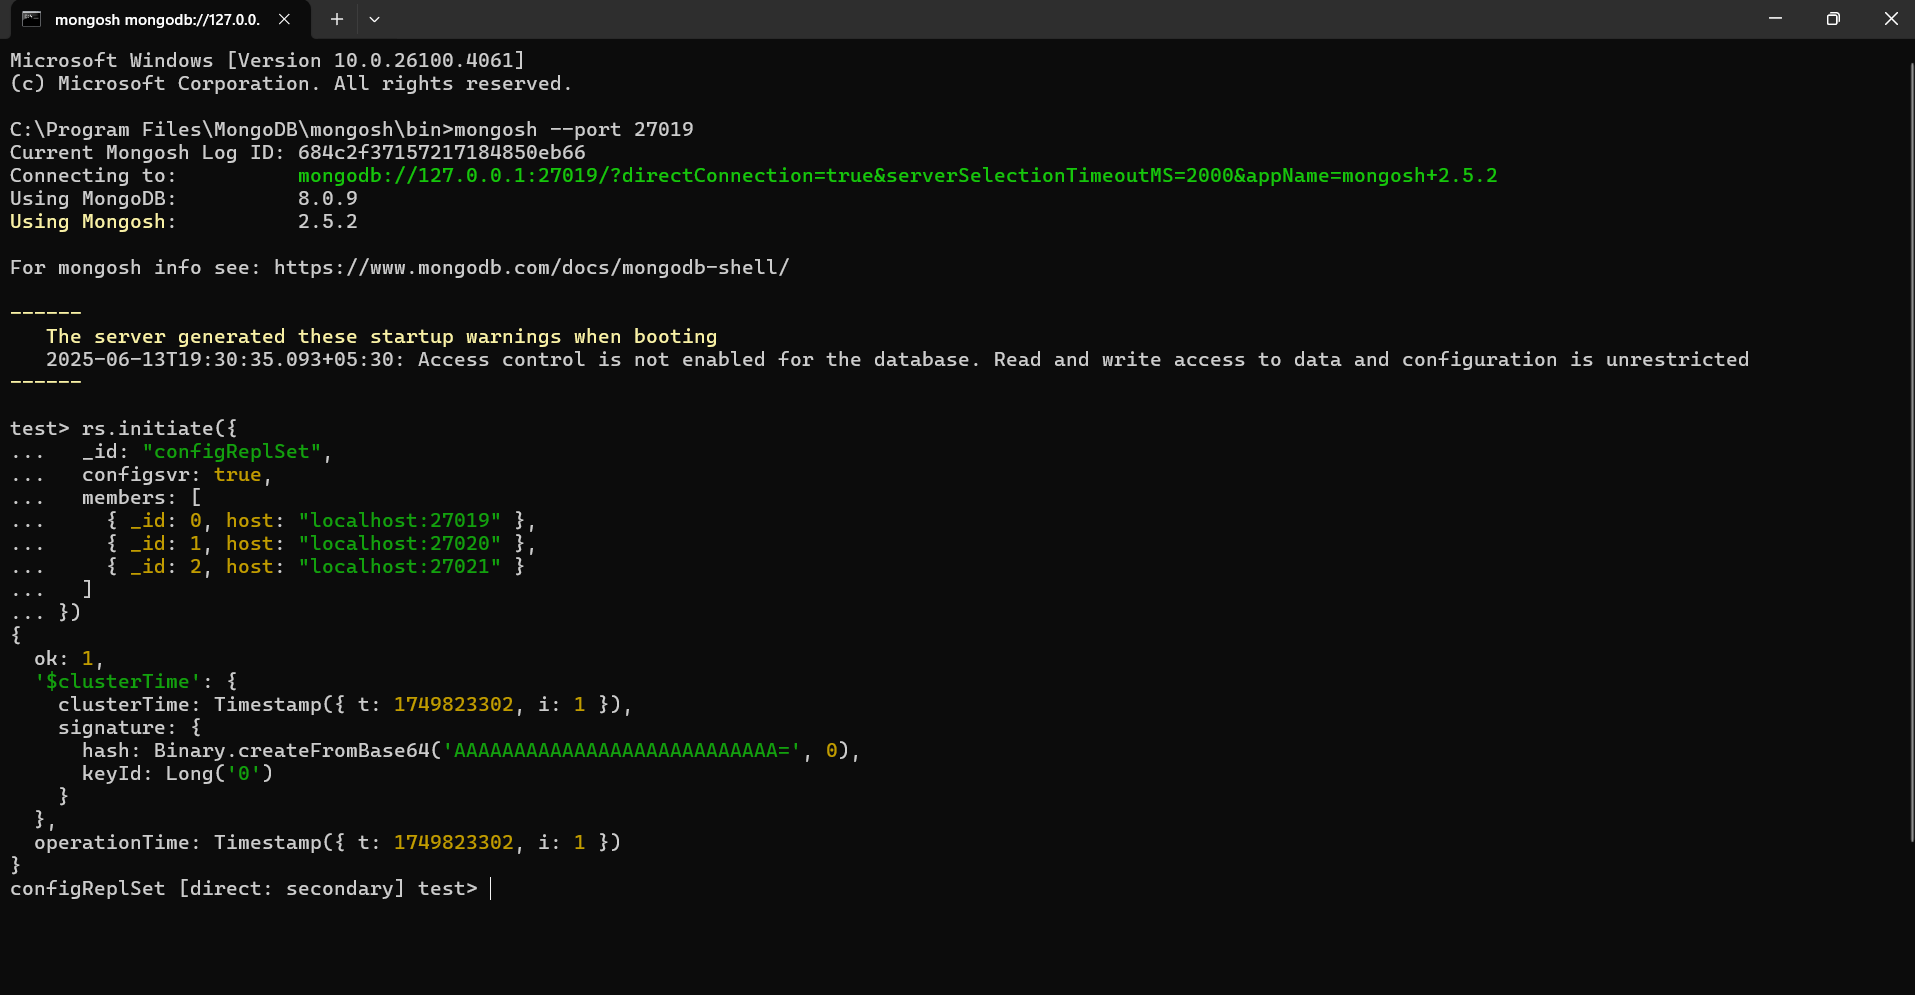 mongosh mongodb://127.0.0.
Microsoft Windows [Version 10.0.26100.4061]
(c) Microsoft Corporation. All rights reserved.
C:\Program Files\MongoDB\mongosh\bin>mongosh --port 27019
Current Mongosh Log ID: 684c2f37157217184850eb66
Connecting to:          mongodb://127.0.0.1:27019/?directConnection=true&serverSelectionTimeoutMS=2000&appName=mongosh+2.5.2
Using MongoDB:          8.0.9
Using Mongosh:          2.5.2
For mongosh info see: https://www.mongodb.com/docs/mongodb-shell/
------
   The server generated these startup warnings when booting
   2025-06-13T19:30:35.093+05:30: Access control is not enabled for the database. Read and write access to data and configuration is unrestricted
------
test> rs.initiate({
...   _id: "configReplSet",
...   configsvr: true,
...   members: [
...     { _id: 0, host: "localhost:27019" },
...     { _id: 1, host: "localhost:27020" },
...     { _id: 2, host: "localhost:27021" }
...   ]
... })
{
  ok: 1,
  '$clusterTime': {
    clusterTime: Timestamp({ t: 1749823302, i: 1 }),
    signature: {
      hash: Binary.createFromBase64('AAAAAAAAAAAAAAAAAAAAAAAAAAA=', 0),
      keyId: Long('0')
    }
  },
  operationTime: Timestamp({ t: 1749823302, i: 1 })
}
configReplSet [direct: secondary] test>